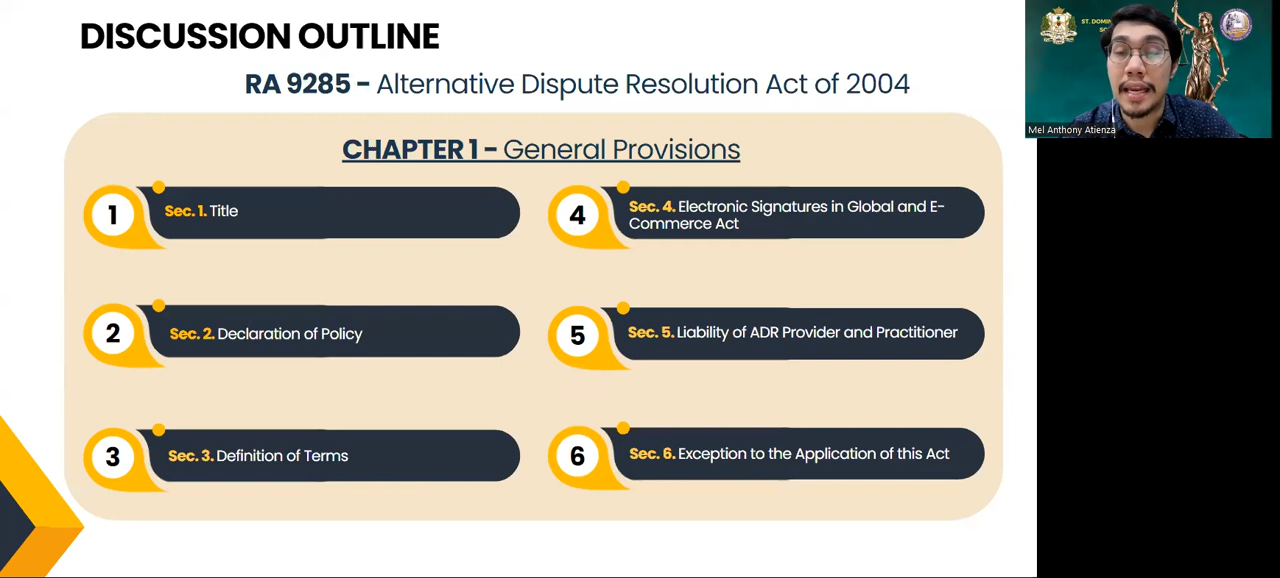 DISCUSSION OUTLINE
RA 9285 – Alternative Dispute Resolution Act of 2004
CHAPTER 1 – General Provisions
1
Sec. 1. Title
2
Sec. 2. Declaration of Policy
3
Sec. 3. Definition of Terms
4
Sec. 4. Electronic Signatures in Global and E-
Commerce Act
5
Sec. 5. Liability of ADR Provider and Practitioner
6
Sec. 6. Exception to the Application of this Act
ST. DOMIN
Mel Anthony Atienza